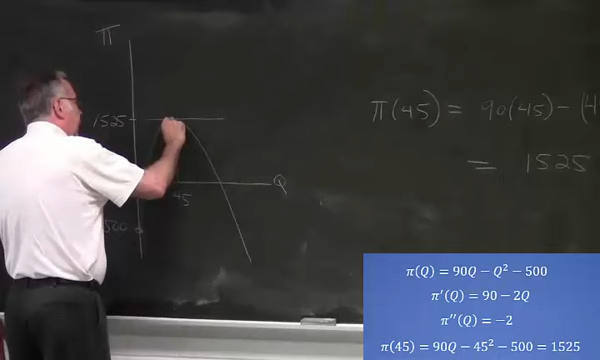 π
1525
Q
45
500
π(45) = 90(45) - (4
= 1525
π(Q) = 90Q − Q² − 500
π′(Q) = 90 − 2Q
π″(Q) = −2
π(45) = 90Q − 45² − 500 = 1525